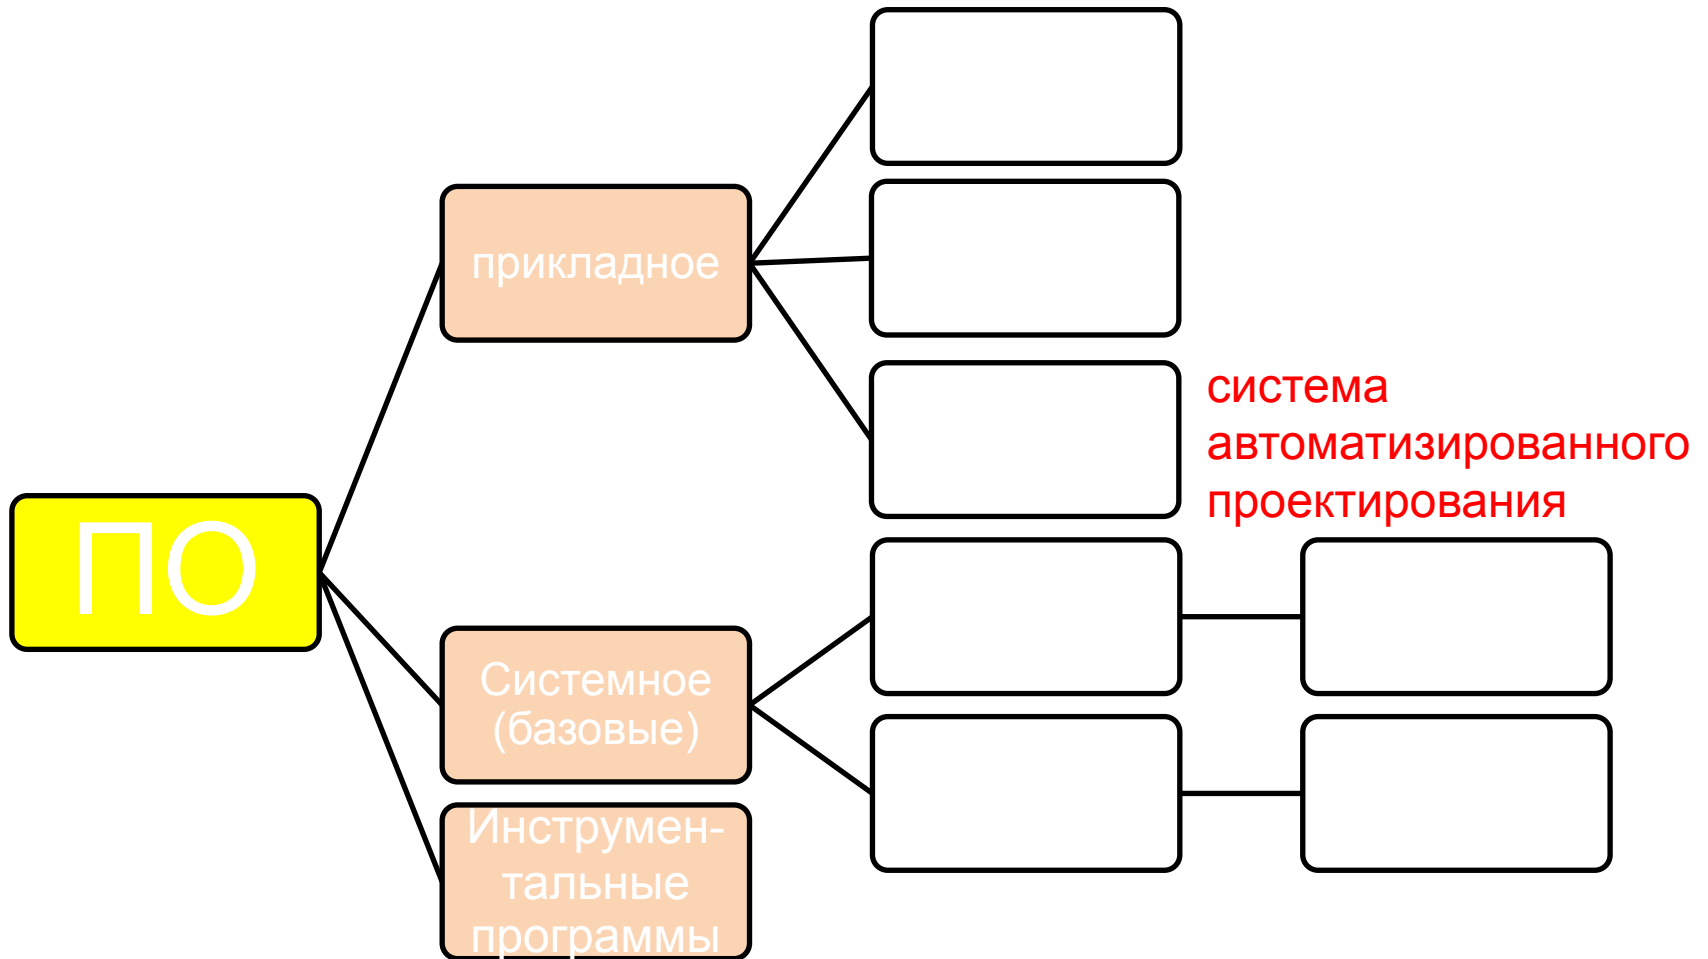 прикладное
система
автоматизированного
проектирования
ПО
Системное
(базовые)
Инструмен-
тальные
программы